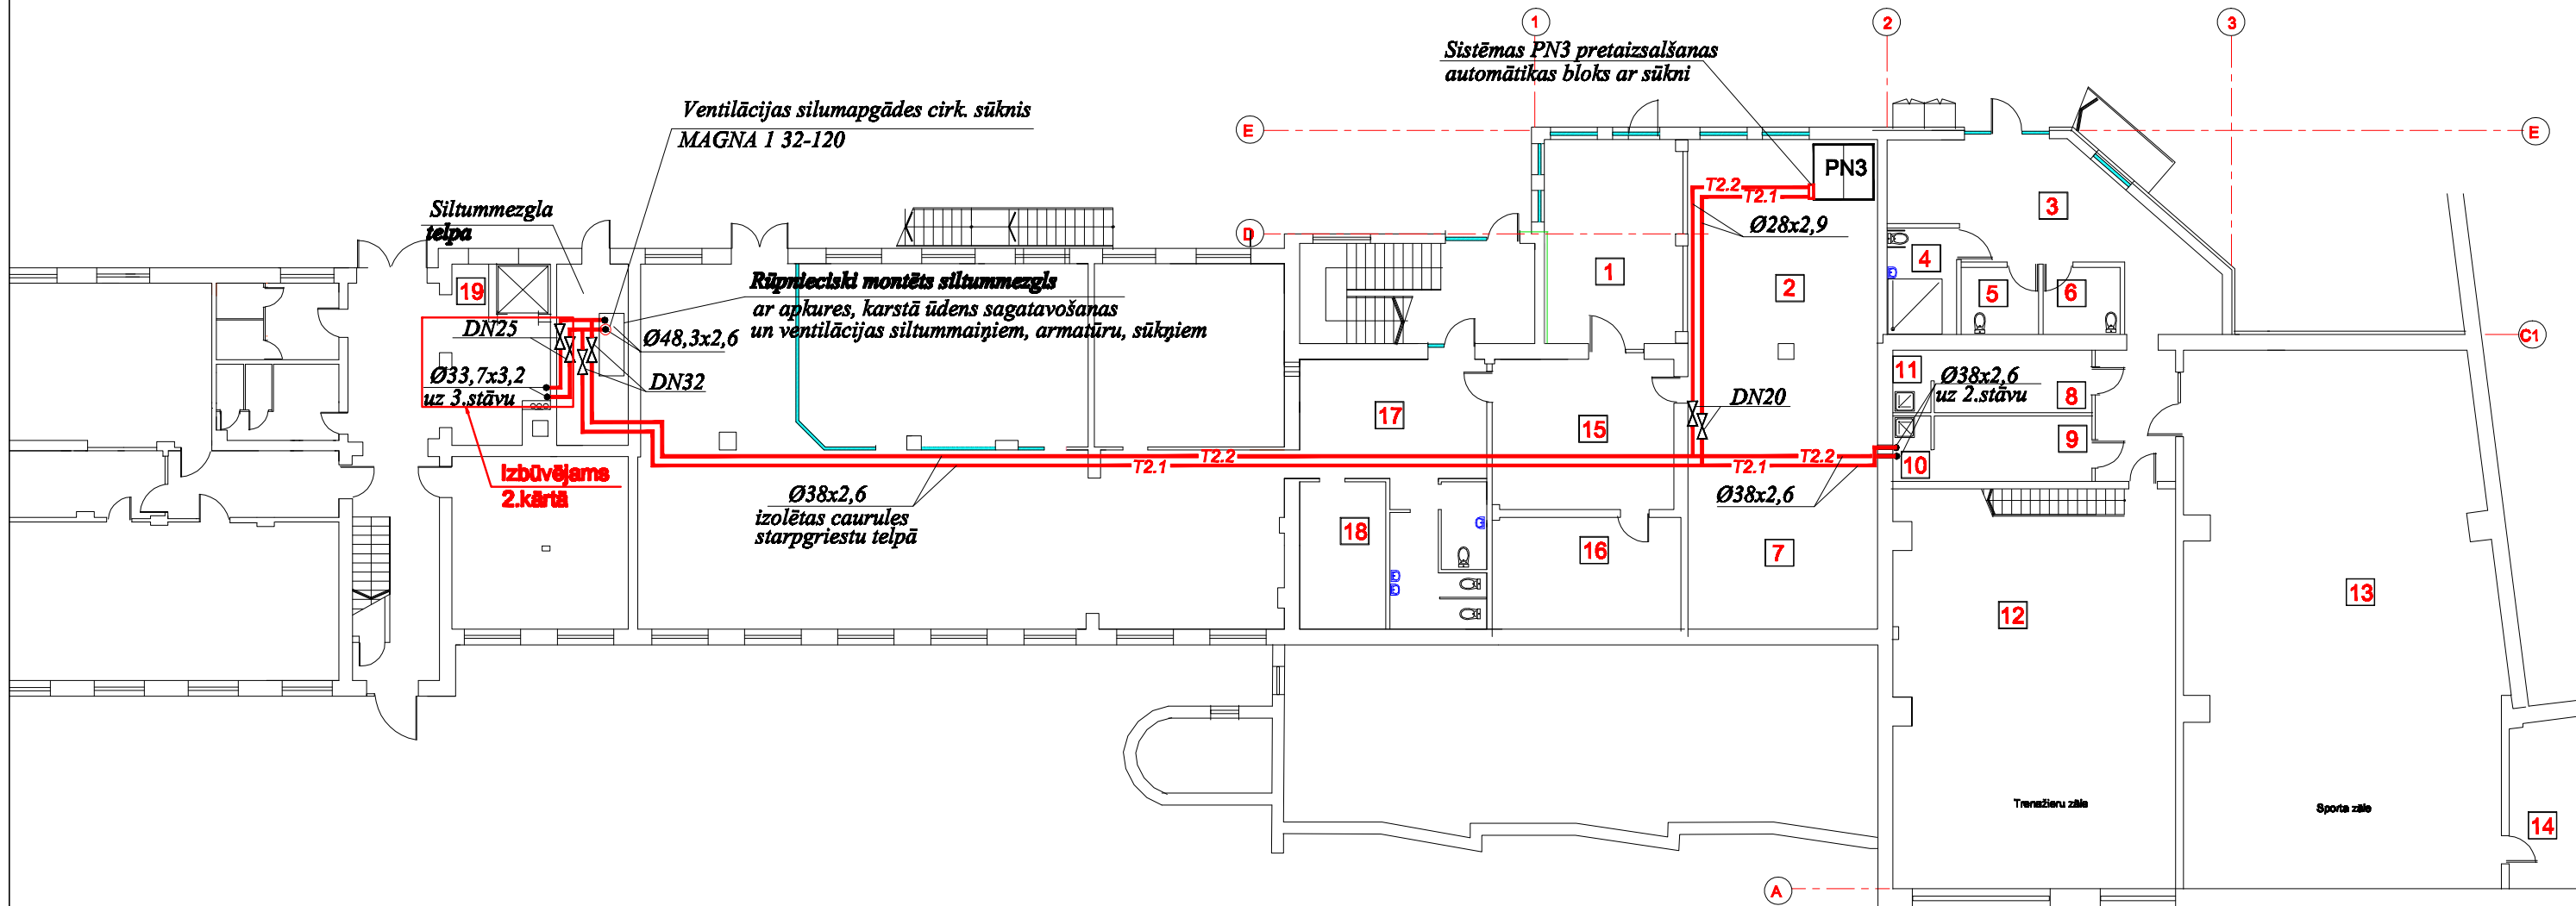 1
2
3
Sistēmas PN3 pretaizsalšanas
automātikas bloks ar sūkni
Ventilācijas silumapgādes cirk. sūknis
MAGNA 1 32-120
E
E
PN3
T2.2
T2.1
Siltummezgla
telpa
D
Ø28x2,9
3
4
5
6
1
2
19
Rūpnieciski montēts siltummezgls
ar apkures, karstā ūdens sagatavošanas
un ventilācijas siltummaiņiem, armatūru, sūkņiem
DN25
Ø48,3x2,6
C1
Ø33,7x3,2
uz 3.stāvu
DN32
11
Ø38x2,6
uz 2.stāvu
8
DN20
17
15
9
T2.2
T2.1
T2.2
T2.1
10
Izbūvējams
2.kārtā
Ø38x2,6
izolētas caurules
starpgriestu telpā
Ø38x2,6
18
16
7
12
13
Trenažieru zāle
Sporta zāle
14
A